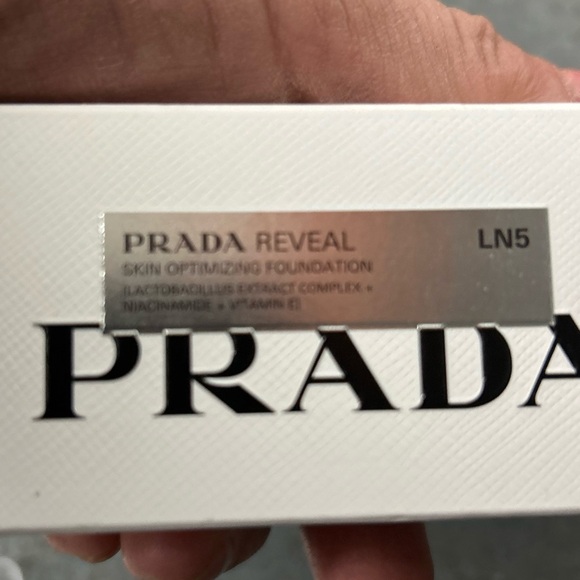 PRADA REVEAL LN5
SKIN OPTIMIZING FOUNDATION
[LACTOBACILLUS EXTRACT COMPLEX +
NIACINAMIDE + VITAMIN E]
PRADA